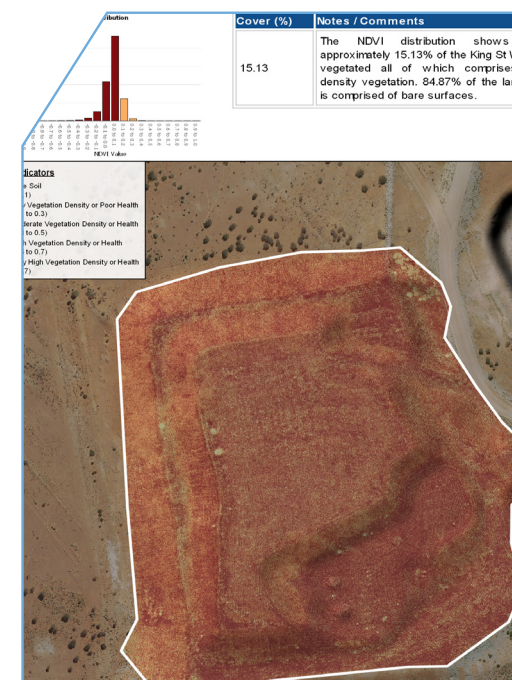 ibution
NDVI Value
Cover (%) Notes / Comments
15.13
The NDVI distribution shows
approximately 15.13% of the King St W
vegetated all of which comprises
density vegetation. 84.87% of the la
is comprised of bare surfaces.
dicators
e Soil
1)
Vegetation Density or Poor Health
to 0.3)
derate Vegetation Density or Health
to 0.5)
h Vegetation Density or Health
to 0.7)
y High Vegetation Density or Health
7)